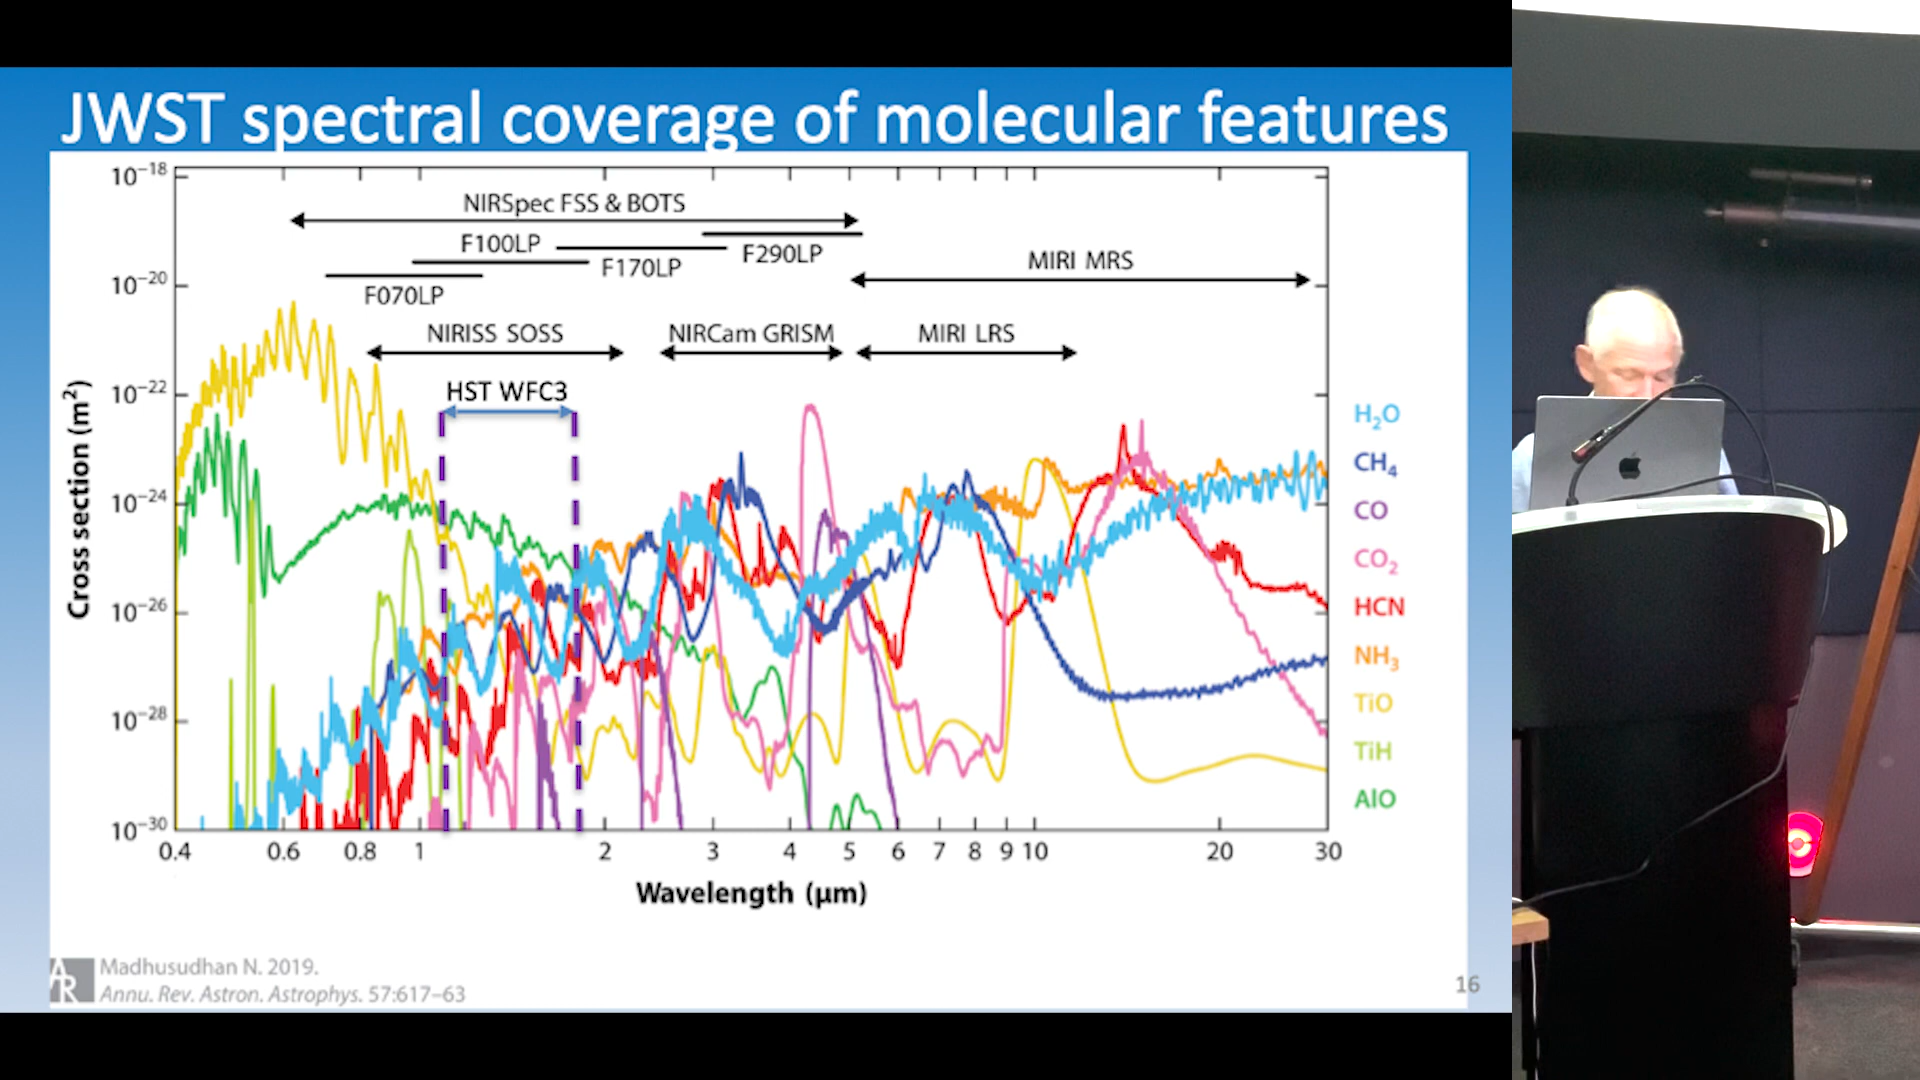 JWST spectral coverage of molecular features
10−18
10−20
10−22
10−24
10−26
10−28
10−30
Cross section (m2)
NIRSpec FSS & BOTS
F100LP
F170LP
F290LP
F070LP
MIRI MRS
NIRISS SOSS
NIRCam GRISM
MIRI LRS
HST WFC3
H2O
CH4
CO
CO2
HCN
NH3
TiO
TiH
AlO
0.4 0.6 0.8 1 2 3 4 5 6 7 8 9 10 20 30
Wavelength (μm)
AR
Madhusudhan N. 2019.
Annu. Rev. Astron. Astrophys. 57:617–63
16